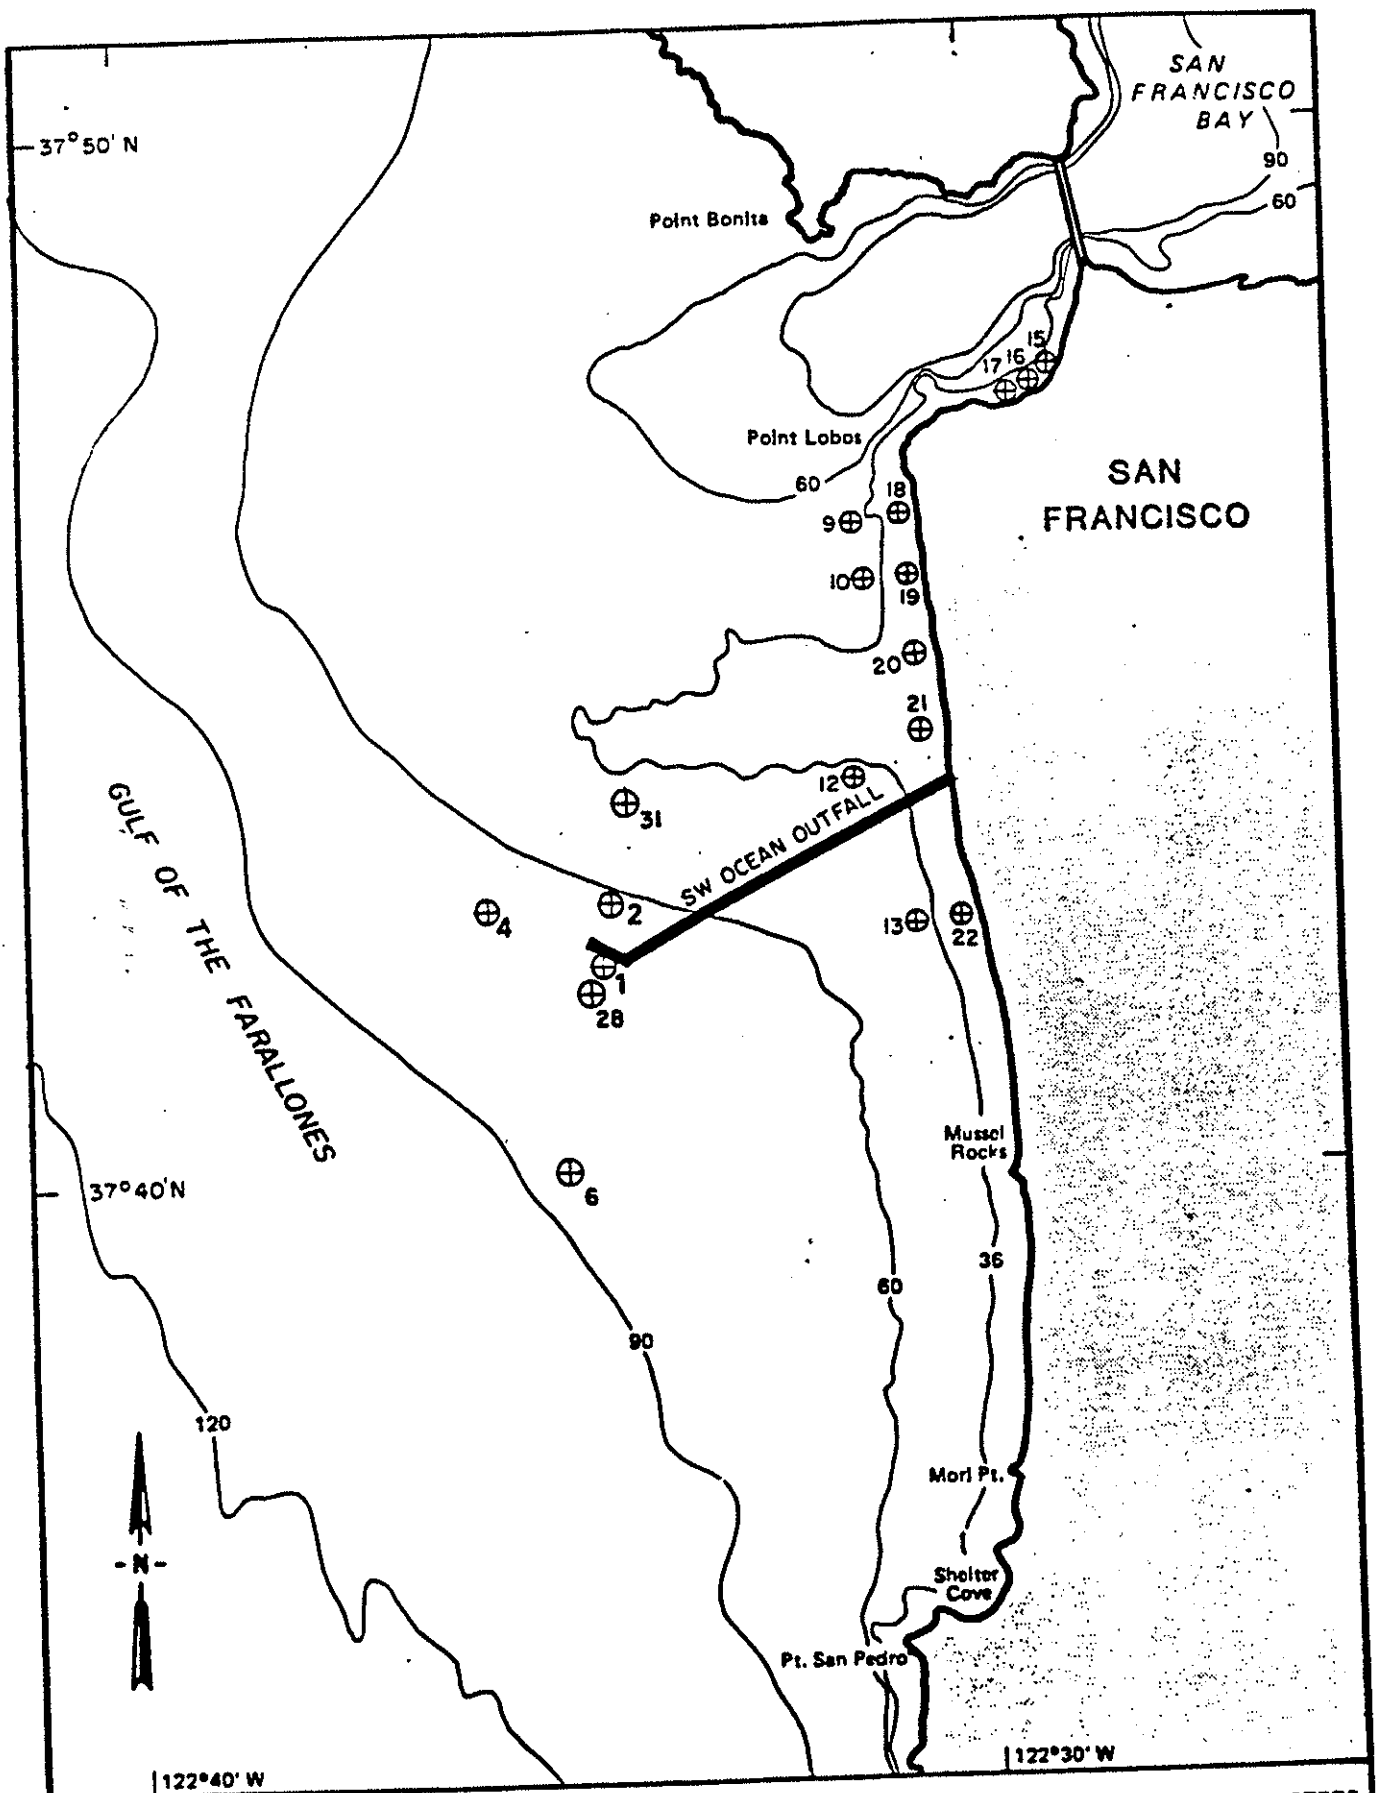 SAN
FRANCISCO
BAY
37°50' N
90
60
Point Bonita
15
16
17
Point Lobos
SAN
FRANCISCO
60
18
9
10
19
20
21
12
31
SW OCEAN OUTFALL
GULF OF THE FARALLONES
2
4
13
22
1
28
Mussel
Rocks
6
37°40'N
36
60
90
120
Mori Pt.
-N-
Shelter
Cove
Pt. San Pedro
122°30' W
122°40' W